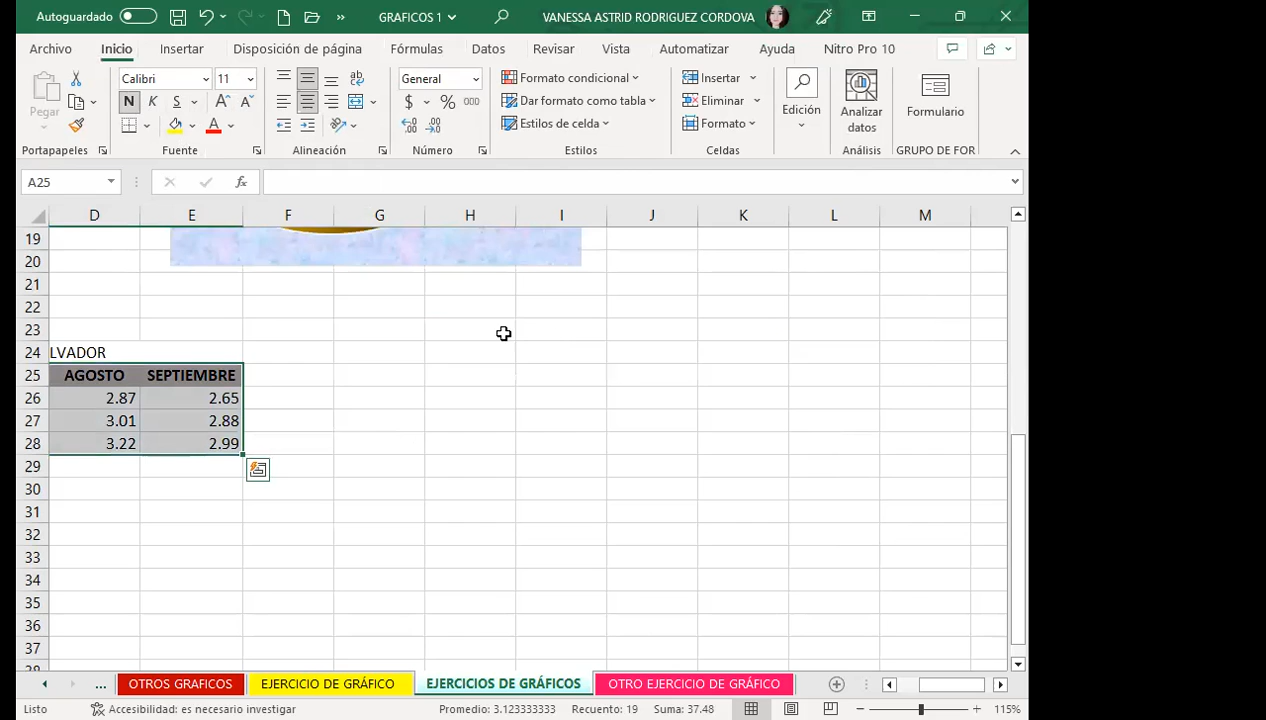 Autoguardado
GRAFICOS 1
VANESSA ASTRID RODRIGUEZ CORDOVA
Archivo Inicio Insertar Disposición de página Fórmulas Datos Revisar Vista Automatizar Ayuda Nitro Pro 10
Pegar
Portapapeles
Calibri 11
N K S
Fuente
Alineación
General
$ % 000
Número
Formato condicional
Dar formato como tabla
Estilos de celda
Estilos
Insertar
Eliminar
Formato
Celdas
Edición
Analizar datos
Análisis
Formulario
GRUPO DE FOR
A25
fx
D E F G H I J K L M
19
20
21
22
23
24 LVADOR
25 AGOSTO SEPTIEMBRE
26 2.87 2.65
27 3.01 2.88
28 3.22 2.99
29
30
31
32
33
34
35
36
37
38
... OTROS GRAFICOS EJERCICIO DE GRÁFICO EJERCICIOS DE GRÁFICOS OTRO EJERCICIO DE GRÁFICO
Listo Accesibilidad: es necesario investigar Promedio: 3.123333333 Recuento: 19 Suma: 37.48 115%